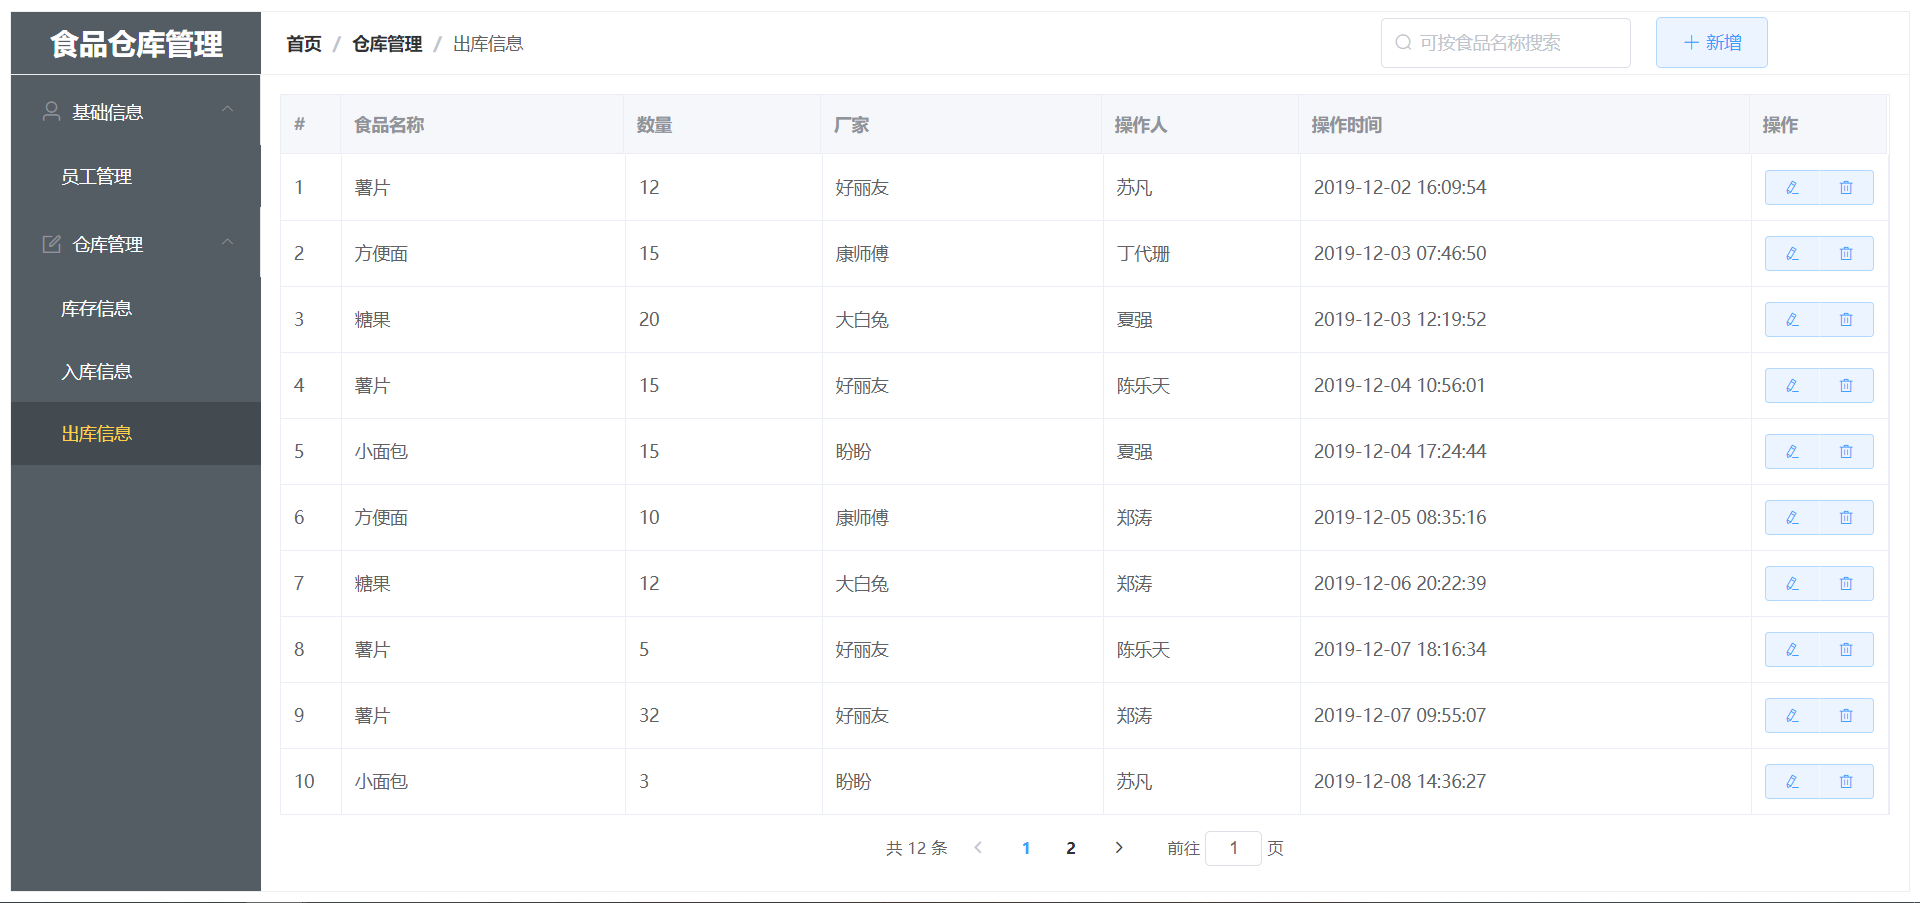 食品仓库管理
首页 / 仓库管理 / 出库信息
可按食品名称搜索
新增
基础信息
员工管理
仓库管理
库存信息
入库信息
出库信息
# 食品名称 数量 厂家 操作人 操作时间 操作
1 薯片 12 好丽友 苏凡 2019-12-02 16:09:54
2 方便面 15 康师傅 丁代珊 2019-12-03 07:46:50
3 糖果 20 大白兔 夏强 2019-12-03 12:19:52
4 薯片 15 好丽友 陈乐天 2019-12-04 10:56:01
5 小面包 15 盼盼 夏强 2019-12-04 17:24:44
6 方便面 10 康师傅 郑涛 2019-12-05 08:35:16
7 糖果 12 大白兔 郑涛 2019-12-06 20:22:39
8 薯片 5 好丽友 陈乐天 2019-12-07 18:16:34
9 薯片 32 好丽友 郑涛 2019-12-07 09:55:07
10 小面包 3 盼盼 苏凡 2019-12-08 14:36:27
共 12 条 1 2 前往 1 页